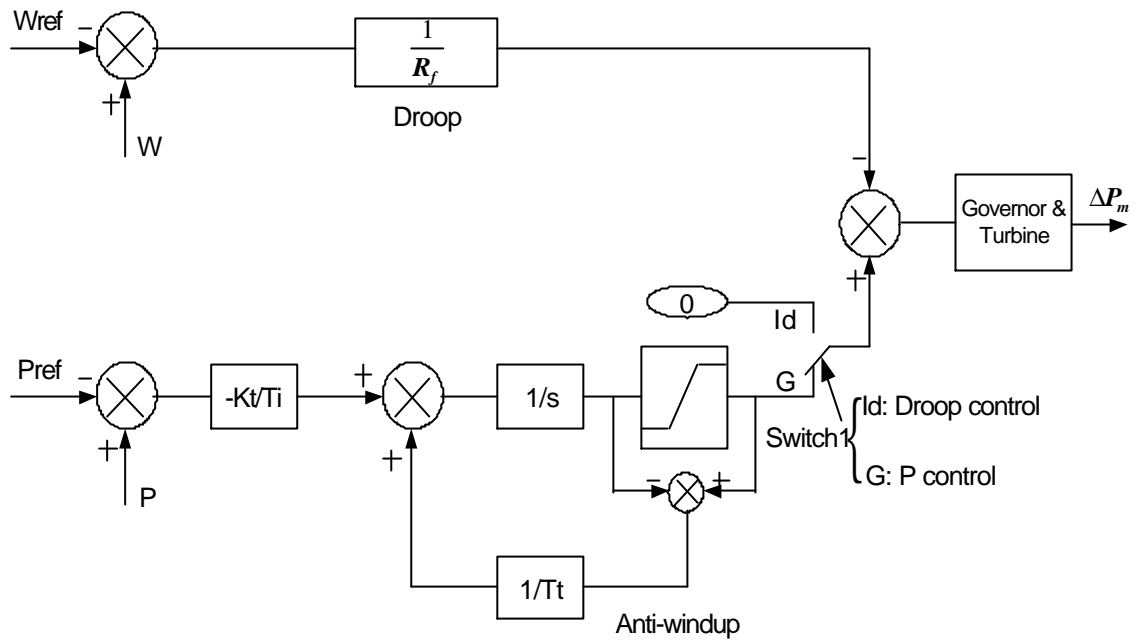 Wref
−
+
W
1
R_f
Droop
−
+
Governor &
Turbine
ΔP_m
0
Id
Pref
−
+
P
-Kt/Ti
+
+
1/s
G
Switch1
Id: Droop control
G: P control
−
+
1/Tt
Anti-windup